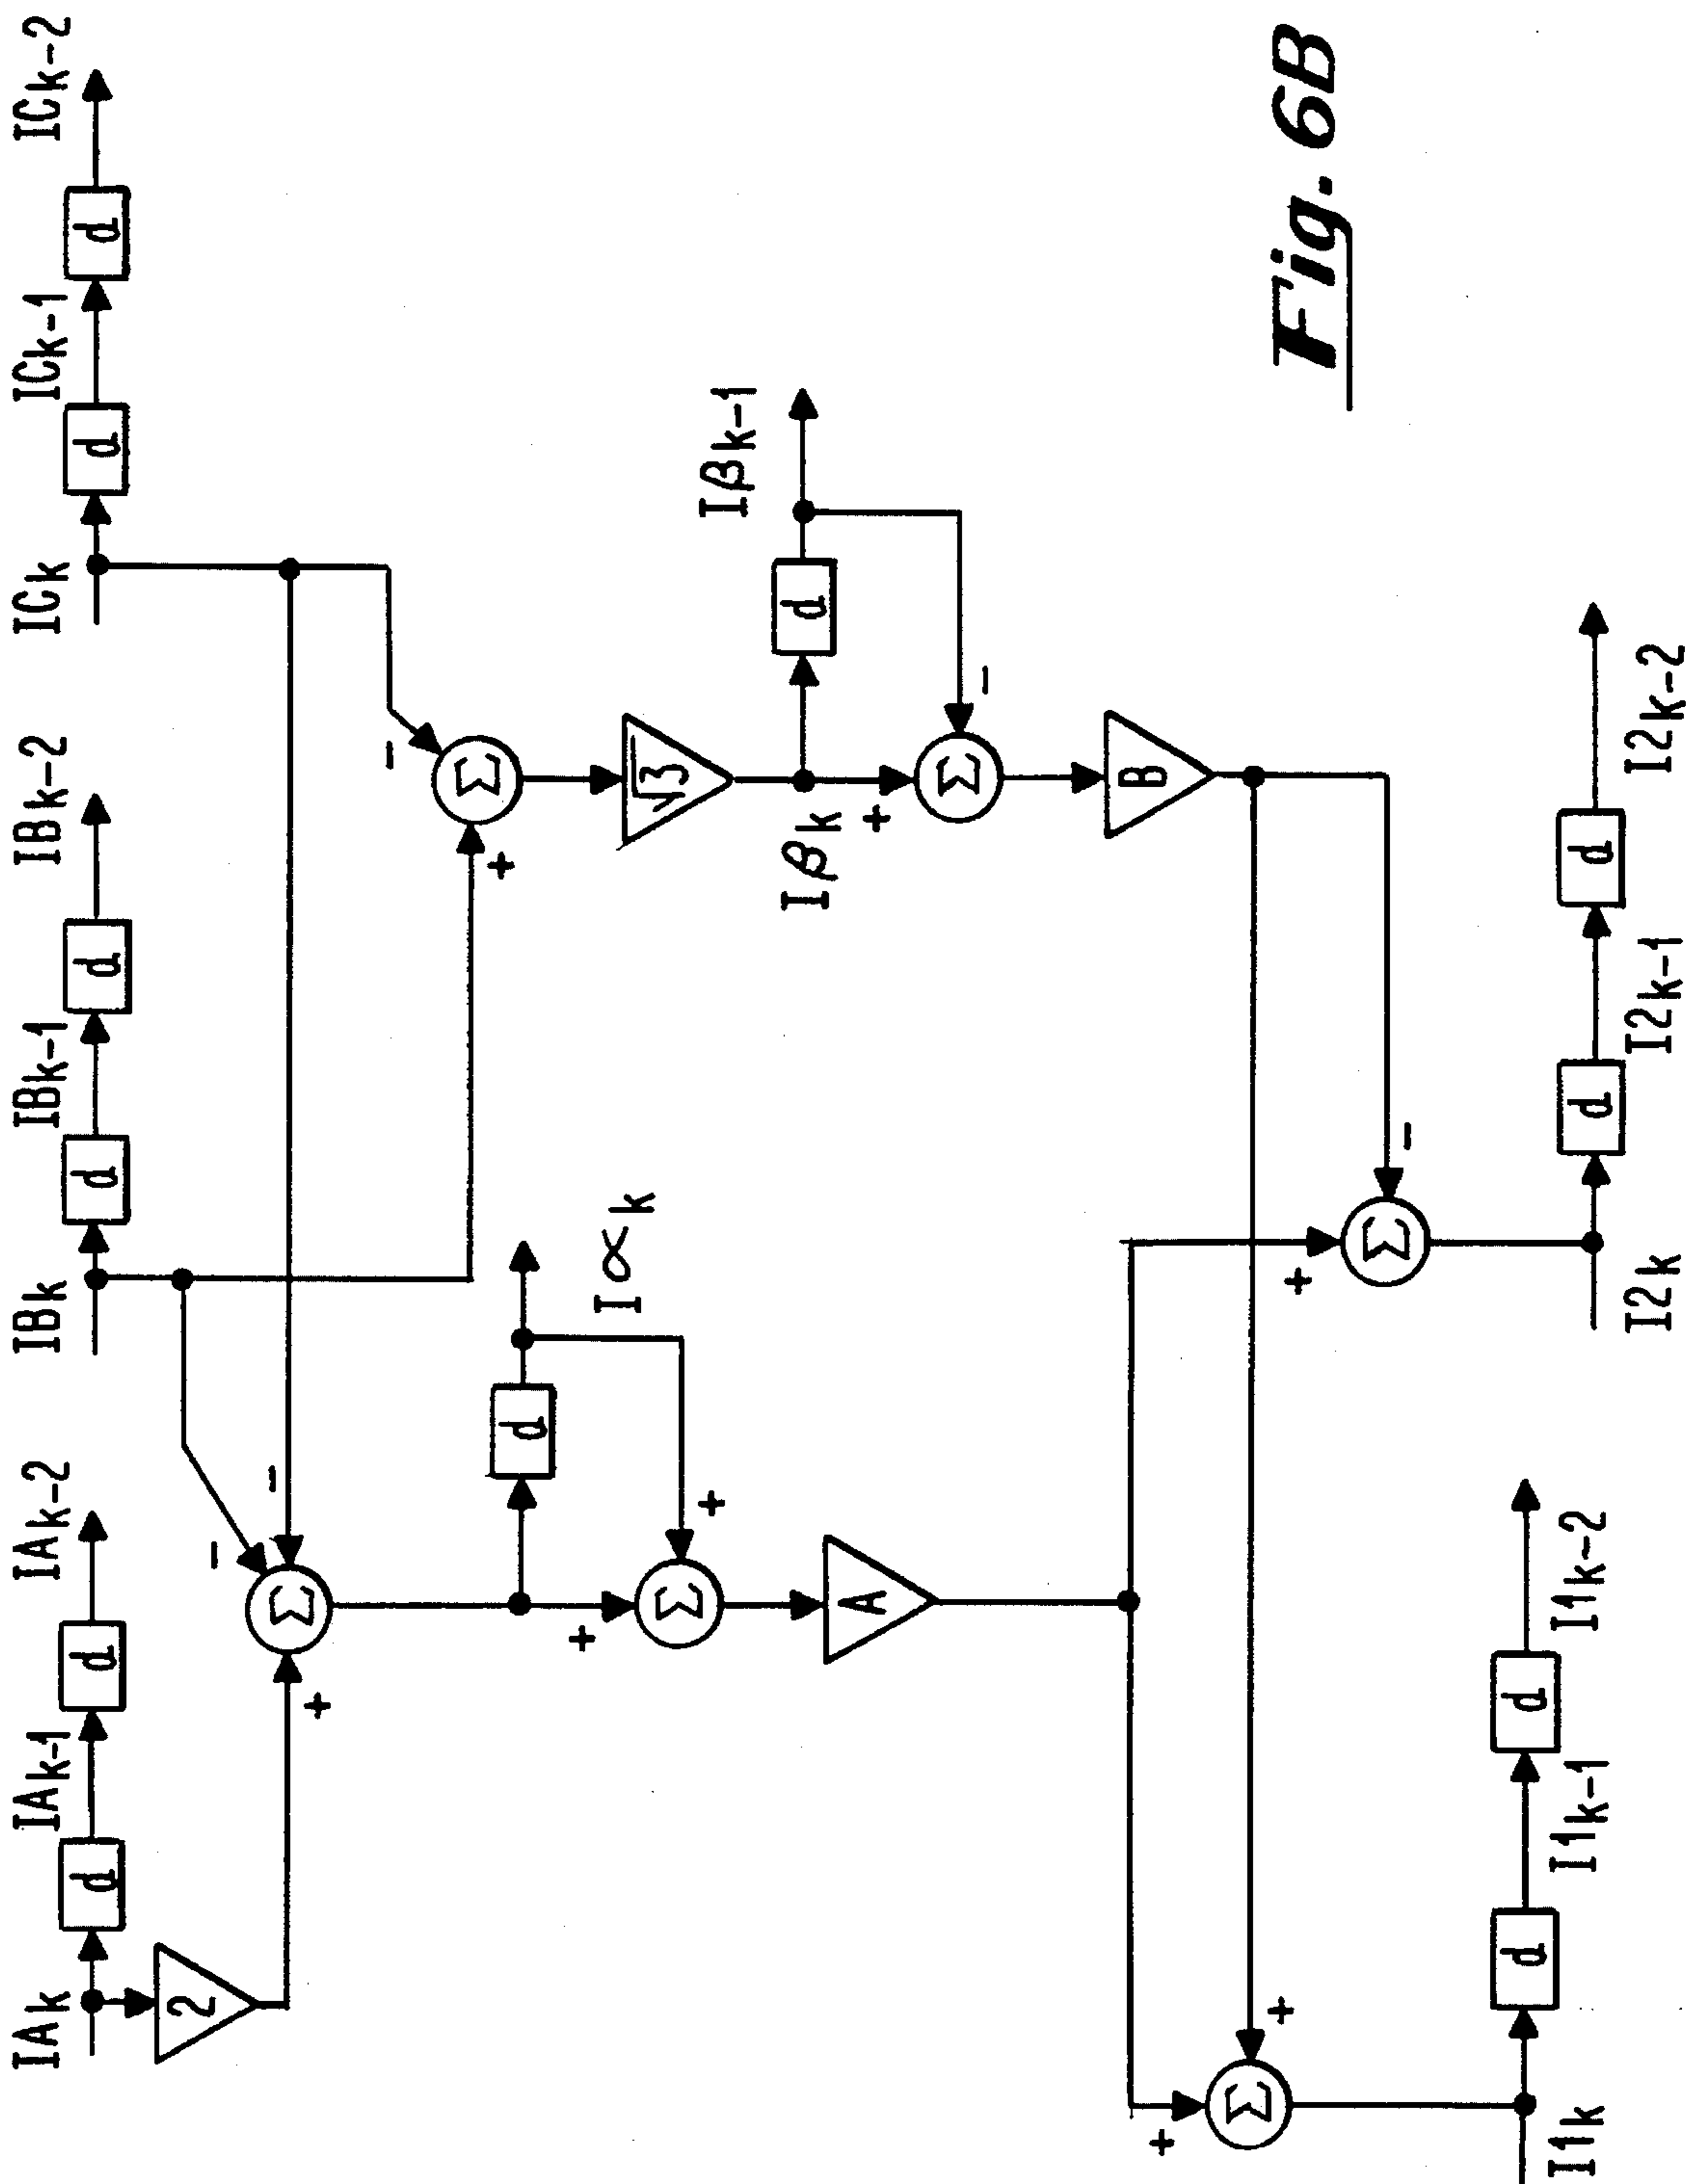 IAk IAk-1 IAk-2 IBk IBk-1 IBk-2 ICk ICk-1 ICk-2
d d d d d d
2
- - + Σ
- + Σ
√3
d Iαk
d Iβk-1
Iβk
+ + Σ
+ - Σ
A
B
+ + Σ
+ - Σ
d d
d d
I1k I1k-1 I1k-2
I2k I2k-1 I2k-2
Fig. 6B